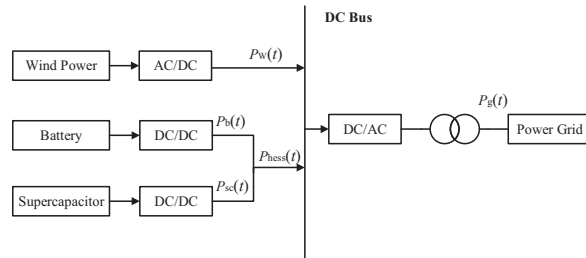 DC Bus
Wind Power
AC/DC
Pw(t)
Battery
DC/DC
Pb(t)
Phess(t)
Supercapacitor
DC/DC
Psc(t)
DC/AC
Pg(t)
Power Grid